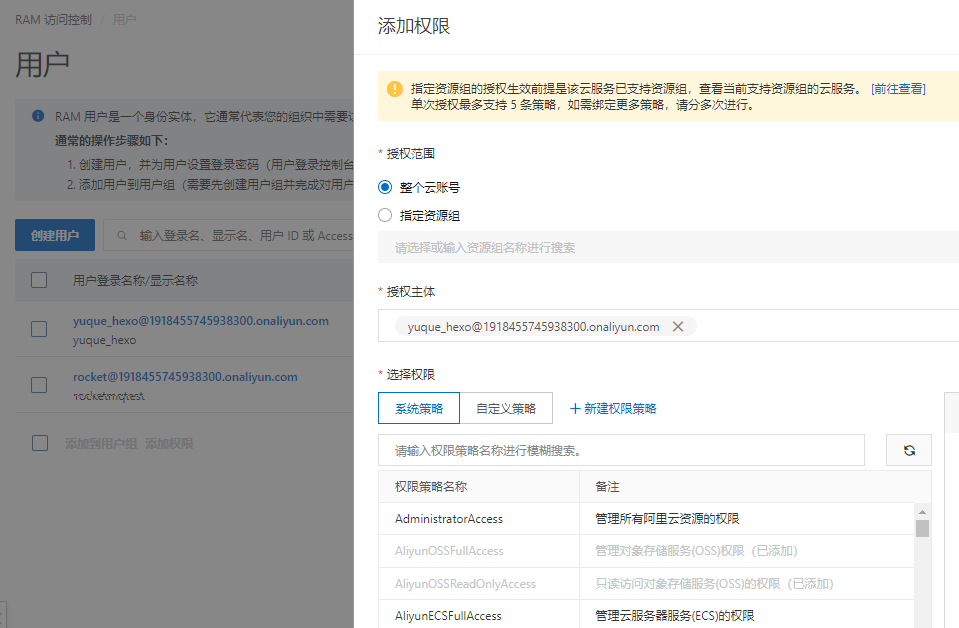 RAM 访问控制 / 用户
用户
RAM 用户是一个身份实体，它通常代表您的组织中需要
通常的操作步骤如下：
1. 创建用户，并为用户设置登录密码（用户登录控制台
2. 添加用户到用户组（需要先创建用户组并完成对用户
创建用户
输入登录名、显示名、用户 ID 或 Access
用户登录名称/显示名称
yuque_hexo@1918455745938300.onaliyun.com
yuque_hexo
rocket@1918455745938300.onaliyun.com
添加到用户组 添加权限
添加权限
指定资源组的授权生效前提是该云服务已支持资源组，查看当前支持资源组的云服务。 [前往查看]
单次授权最多支持 5 条策略，如需绑定更多策略，请分多次进行。
* 授权范围
整个云账号
指定资源组
请选择或输入资源组名称进行搜索
* 授权主体
yuque_hexo@1918455745938300.onaliyun.com
* 选择权限
系统策略 自定义策略 + 新建权限策略
请输入权限策略名称进行模糊搜索。
权限策略名称 备注
AdministratorAccess 管理所有阿里云资源的权限
AliyunOSSFullAccess 管理对象存储服务(OSS)权限（已添加）
AliyunOSSReadOnlyAccess 只读访问对象存储服务(OSS)的权限（已添加）
AliyunECSFullAccess 管理云服务器服务(ECS)的权限